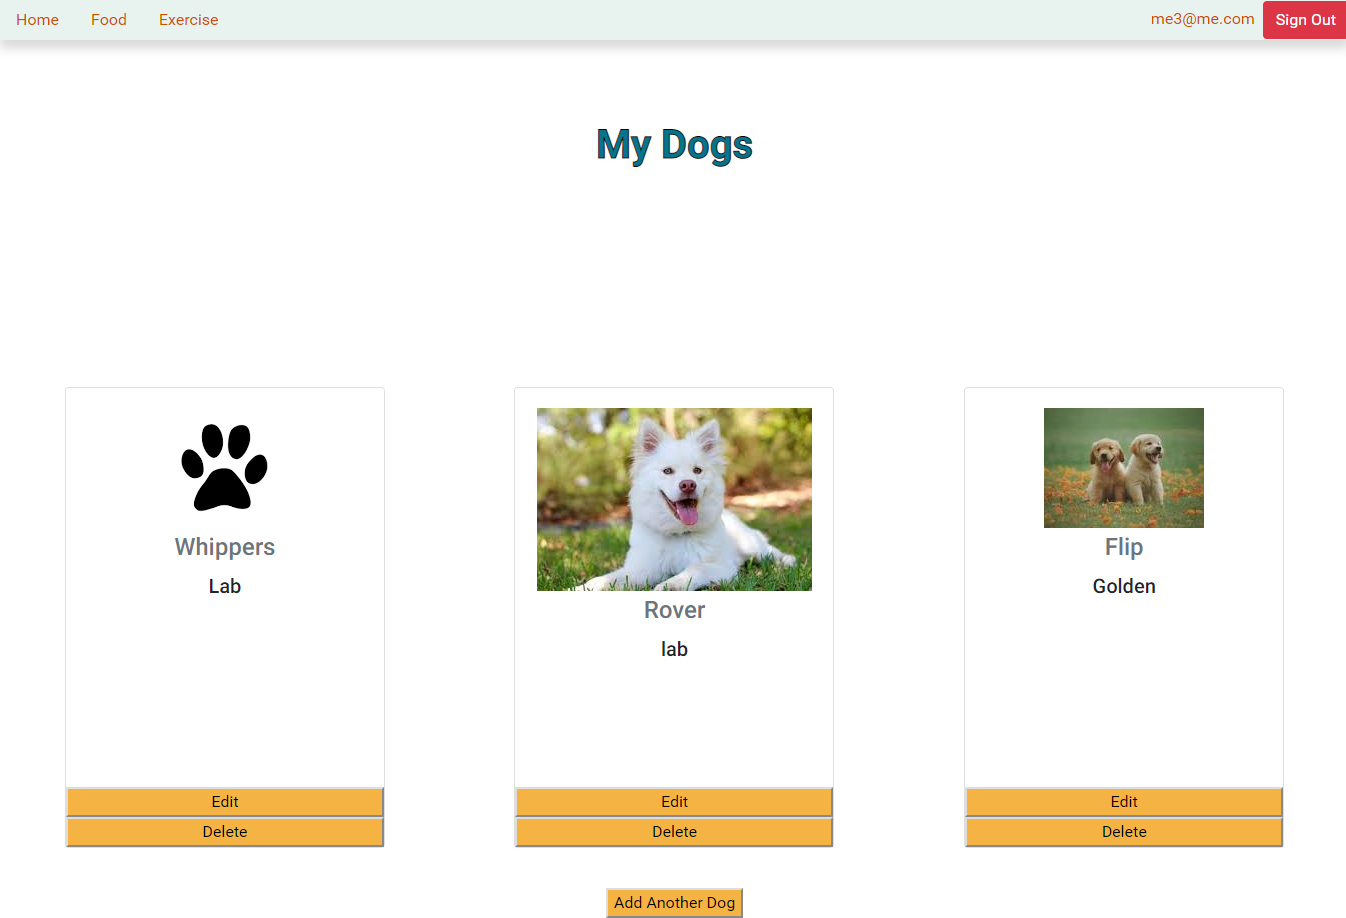 Home Food Exercise me3@me.com Sign Out
My Dogs
Whippers
Lab
Edit
Delete
Rover
lab
Edit
Delete
Flip
Golden
Edit
Delete
Add Another Dog